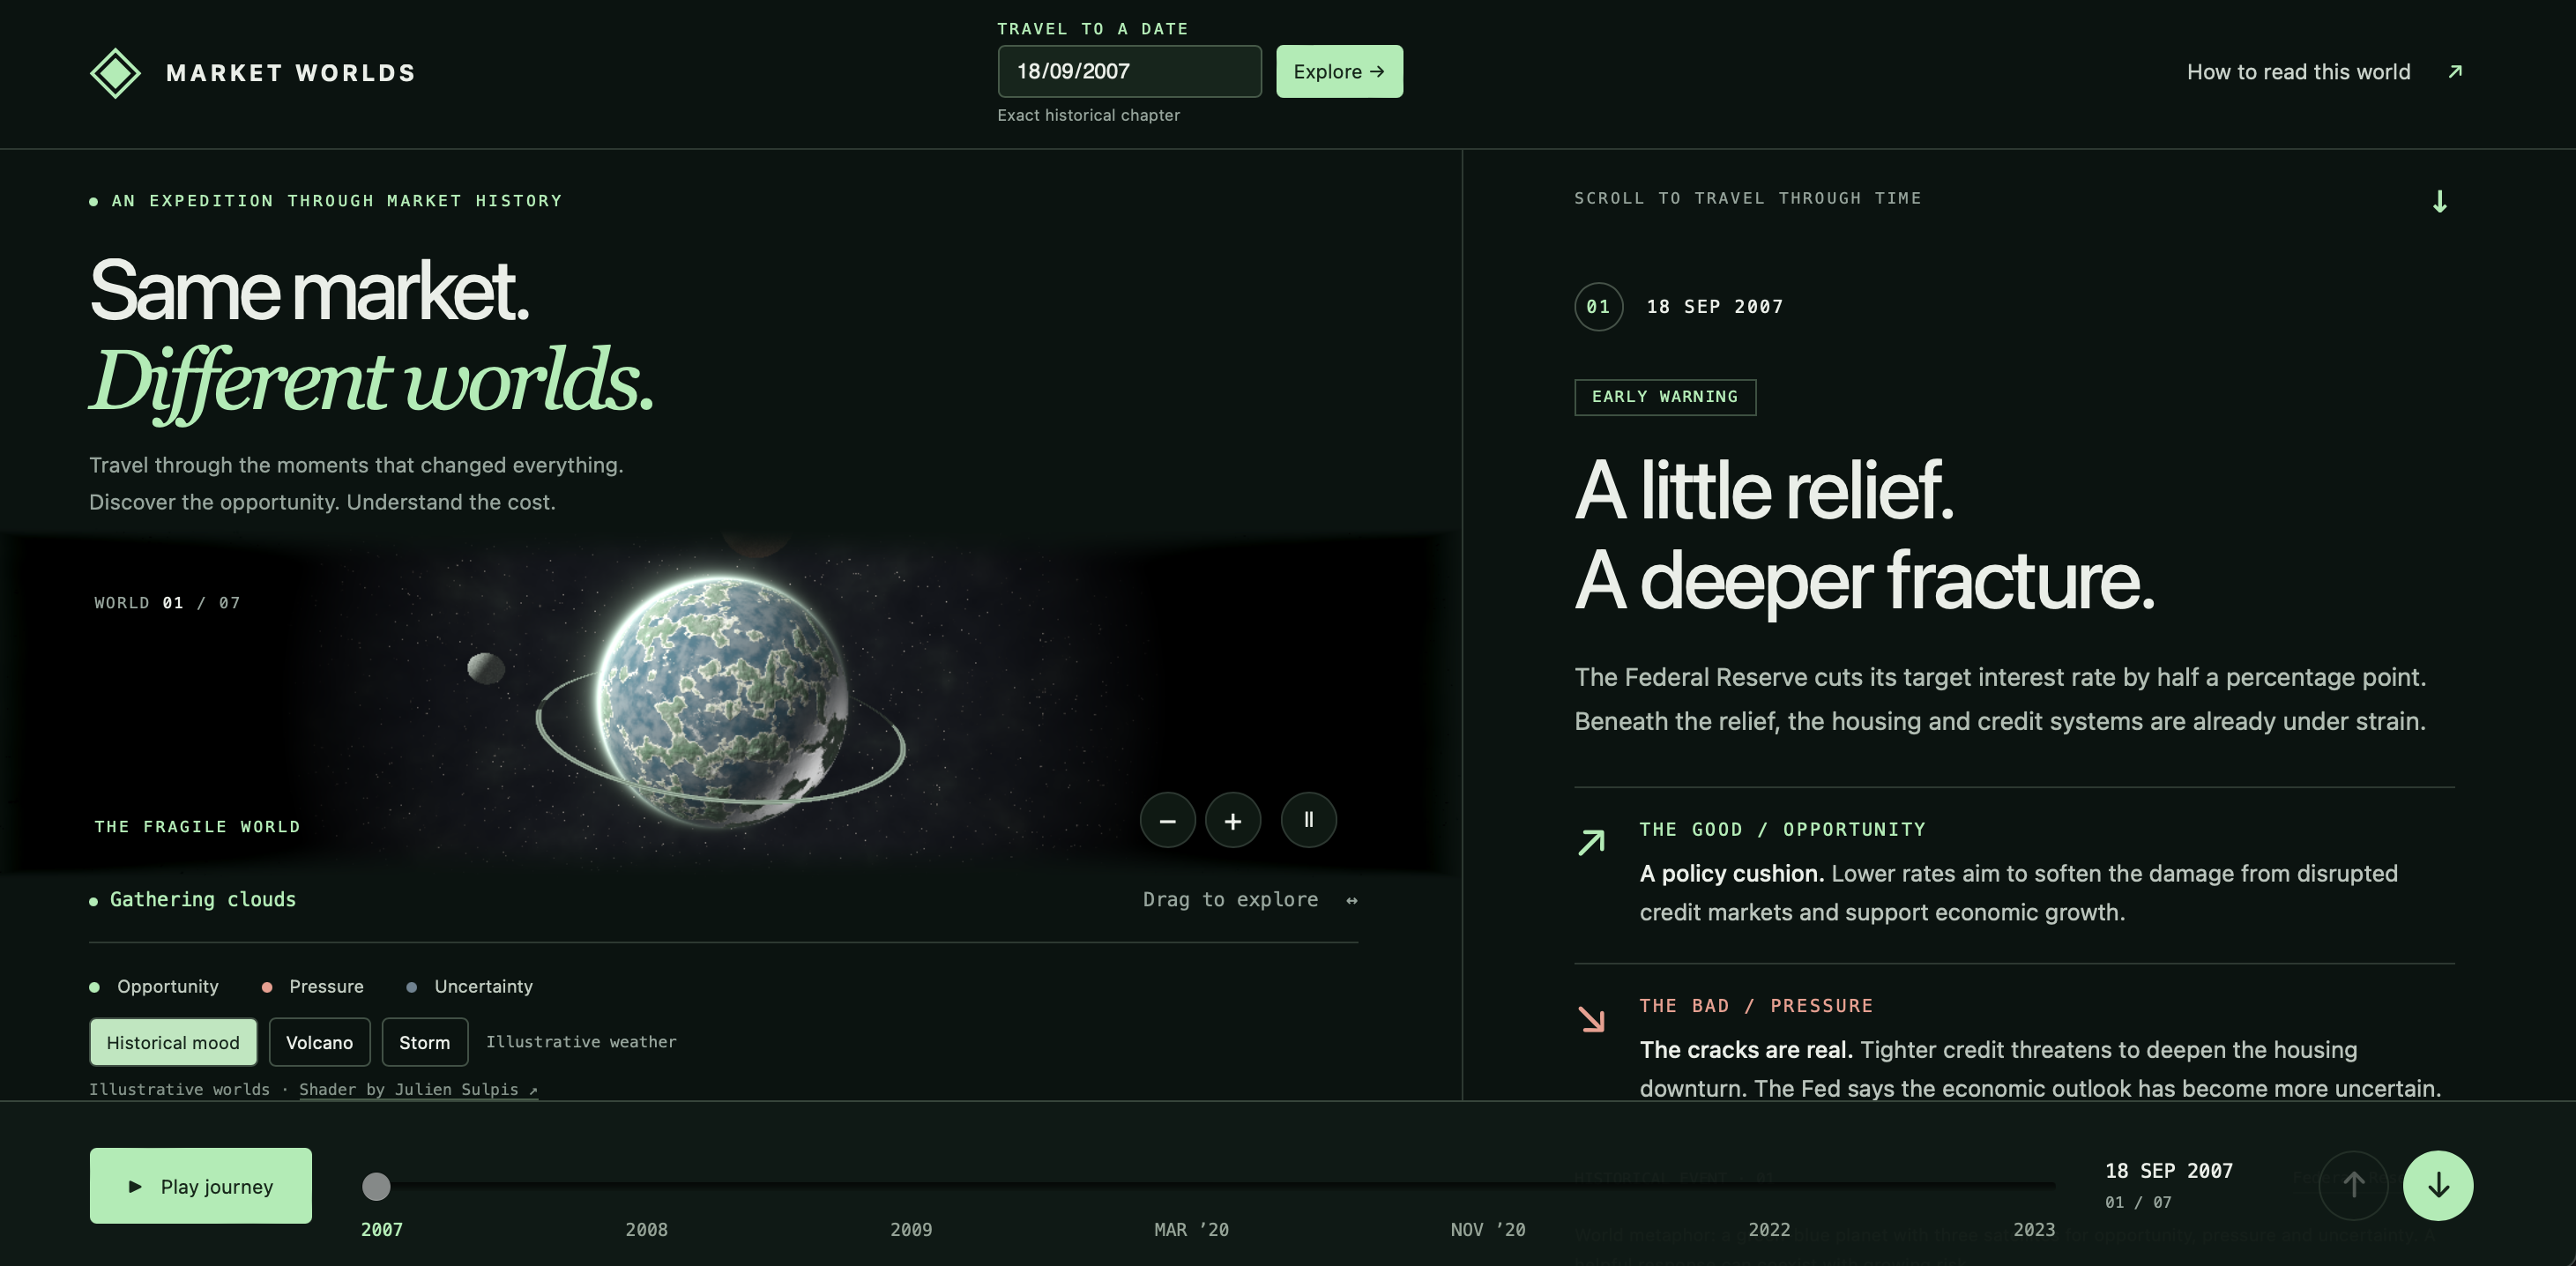 MARKET WORLDS
TRAVEL TO A DATE
18/09/2007
Explore →
Exact historical chapter
How to read this world ↗
AN EXPEDITION THROUGH MARKET HISTORY
Same market.
Different worlds.
Travel through the moments that changed everything.
Discover the opportunity. Understand the cost.
WORLD 01 / 07
THE FRAGILE WORLD
Gathering clouds
Drag to explore ↔
Opportunity
Pressure
Uncertainty
Historical mood
Volcano
Storm
Illustrative weather
Illustrative worlds · Shader by Julien Sulpis ↗
SCROLL TO TRAVEL THROUGH TIME ↓
01
18 SEP 2007
EARLY WARNING
A little relief.
A deeper fracture.
The Federal Reserve cuts its target interest rate by half a percentage point.
Beneath the relief, the housing and credit systems are already under strain.
THE GOOD / OPPORTUNITY
A policy cushion. Lower rates aim to soften the damage from disrupted
credit markets and support economic growth.
THE BAD / PRESSURE
The cracks are real. Tighter credit threatens to deepen the housing
downturn. The Fed says the economic outlook has become more uncertain.
Play journey
2007
2008
2009
MAR ’20
NOV ’20
2022
2023
18 SEP 2007
01 / 07